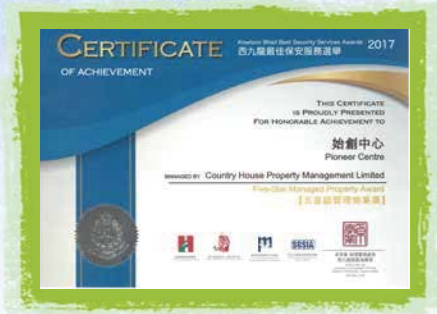 CERTIFICATE
OF ACHIEVEMENT
Kowloon West Best Security Services Awards 2017
西九龍最佳保安服務選舉
THIS CERTIFICATE
IS PROUDLY PRESENTED
FOR HONORABLE ACHIEVEMENT TO
始創中心
Pioneer Centre
MANAGED BY Country House Property Management Limited
Five-Star Managed Property Award
【五星級管理物業獎】
SESIA